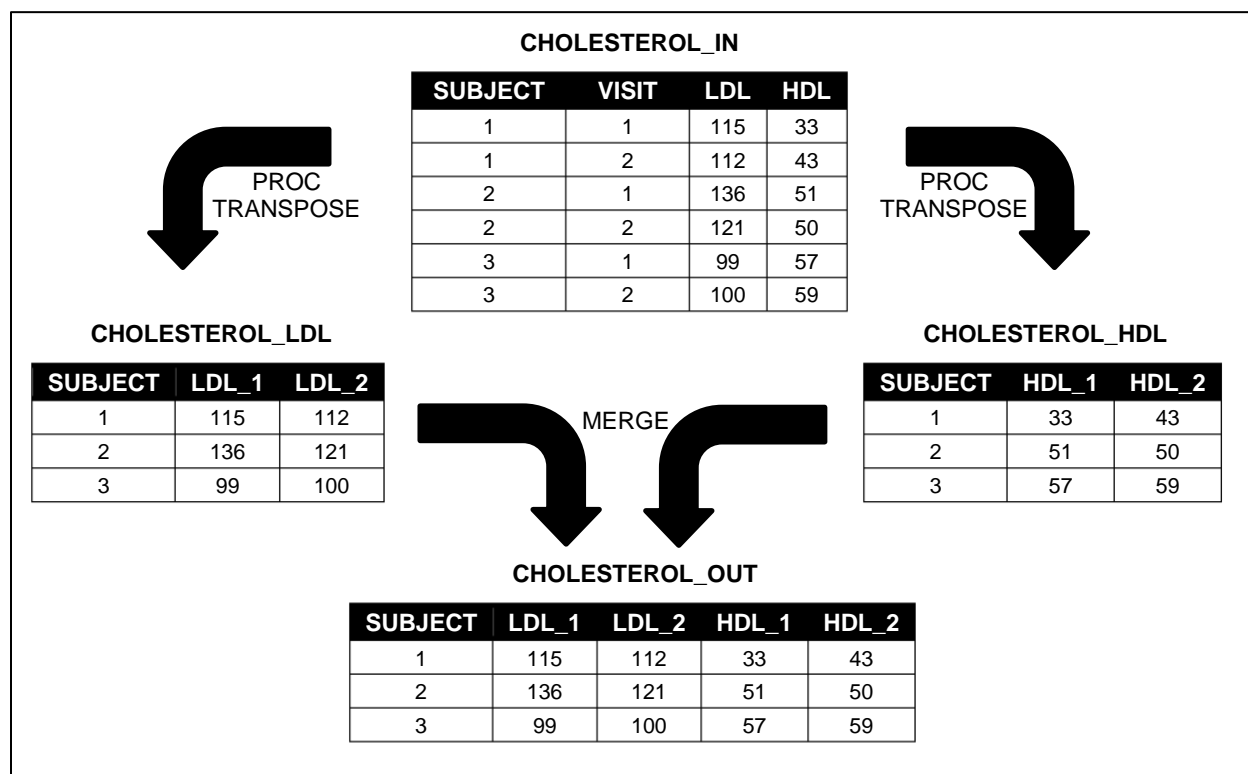 CHOLESTEROL_IN
SUBJECT VISIT LDL HDL
1 1 115 33
1 2 112 43
2 1 136 51
2 2 121 50
3 1 99 57
3 2 100 59
PROC
TRANSPOSE
PROC
TRANSPOSE
CHOLESTEROL_LDL
SUBJECT LDL_1 LDL_2
1 115 112
2 136 121
3 99 100
MERGE
CHOLESTEROL_HDL
SUBJECT HDL_1 HDL_2
1 33 43
2 51 50
3 57 59
CHOLESTEROL_OUT
SUBJECT LDL_1 LDL_2 HDL_1 HDL_2
1 115 112 33 43
2 136 121 51 50
3 99 100 57 59